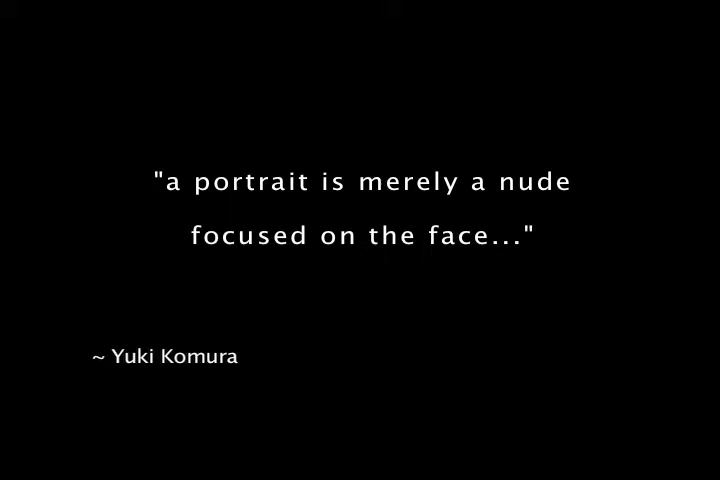 "a portrait is merely a nude
focused on the face..."
~ Yuki Komura